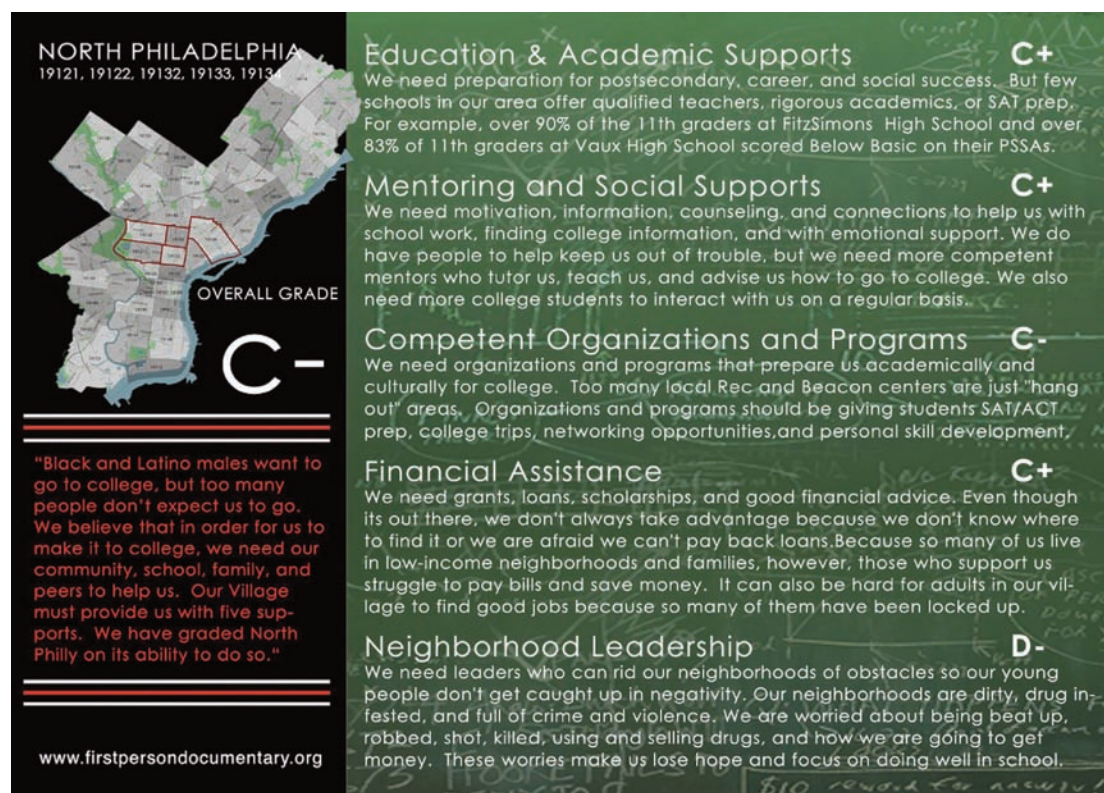 NORTH PHILADELPHIA
19121, 19122, 19132, 19133, 19134
OVERALL GRADE
C-
"Black and Latino males want to
go to college, but too many
people don't expect us to go.
We believe that in order for us to
make it to college, we need our
community, school, family, and
peers to help us. Our Village
must provide us with five sup-
ports. We have graded North
Philly on its ability to do so."
www.firstpersondocumentary.org
Education & Academic Supports C+
We need preparation for postsecondary, career, and social success. But few
schools in our area offer qualified teachers, rigorous academics, or SAT prep.
For example, over 90% of the 11th graders at FitzSimons High School and over
83% of 11th graders at Vaux High School scored Below Basic on their PSSAs.
Mentoring and Social Supports C+
We need motivation, information, counseling, and connections to help us with
school work, finding college information, and with emotional support. We do
have people to help keep us out of trouble, but we need more competent
mentors who tutor us, teach us, and advise us how to go to college. We also
need more college students to interact with us on a regular basis.
Competent Organizations and Programs C-
We need organizations and programs that prepare us academically and
culturally for college. Too many local Rec and Beacon centers are just "hang
out" areas. Organizations and programs should be giving students SAT/ACT
prep, college trips, networking opportunities,and personal skill development.
Financial Assistance C+
We need grants, loans, scholarships, and good financial advice. Even though
its out there, we don't always take advantage because we don't know where
to find it or we are afraid we can't pay back loans.Because so many of us live
in low-income neighborhoods and families, however, those who support us
struggle to pay bills and save money. It can also be hard for adults in our vil-
lage to find good jobs because so many of them have been locked up.
Neighborhood Leadership D-
We need leaders who can rid our neighborhoods of obstacles so our young
people don't get caught up in negativity. Our neighborhoods are dirty, drug in-
fested, and full of crime and violence. We are worried about being beat up,
robbed, shot, killed, using and selling drugs, and how we are going to get
money. These worries make us lose hope and focus on doing well in school.